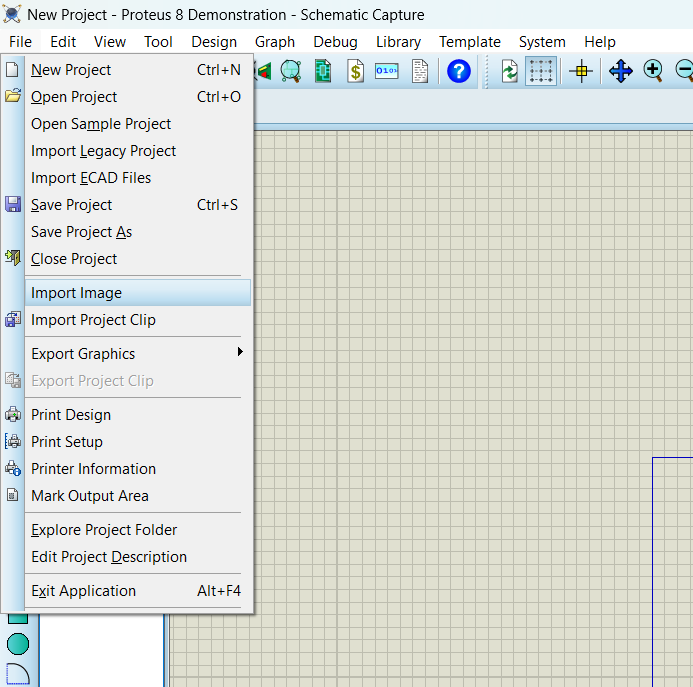 New Project - Proteus 8 Demonstration - Schematic Capture
File Edit View Tool Design Graph Debug Library Template System Help
New Project Ctrl+N
Open Project Ctrl+O
Open Sample Project
Import Legacy Project
Import ECAD Files
Save Project Ctrl+S
Save Project As
Close Project
Import Image
Import Project Clip
Export Graphics
Export Project Clip
Print Design
Print Setup
Printer Information
Mark Output Area
Explore Project Folder
Edit Project Description
Exit Application Alt+F4